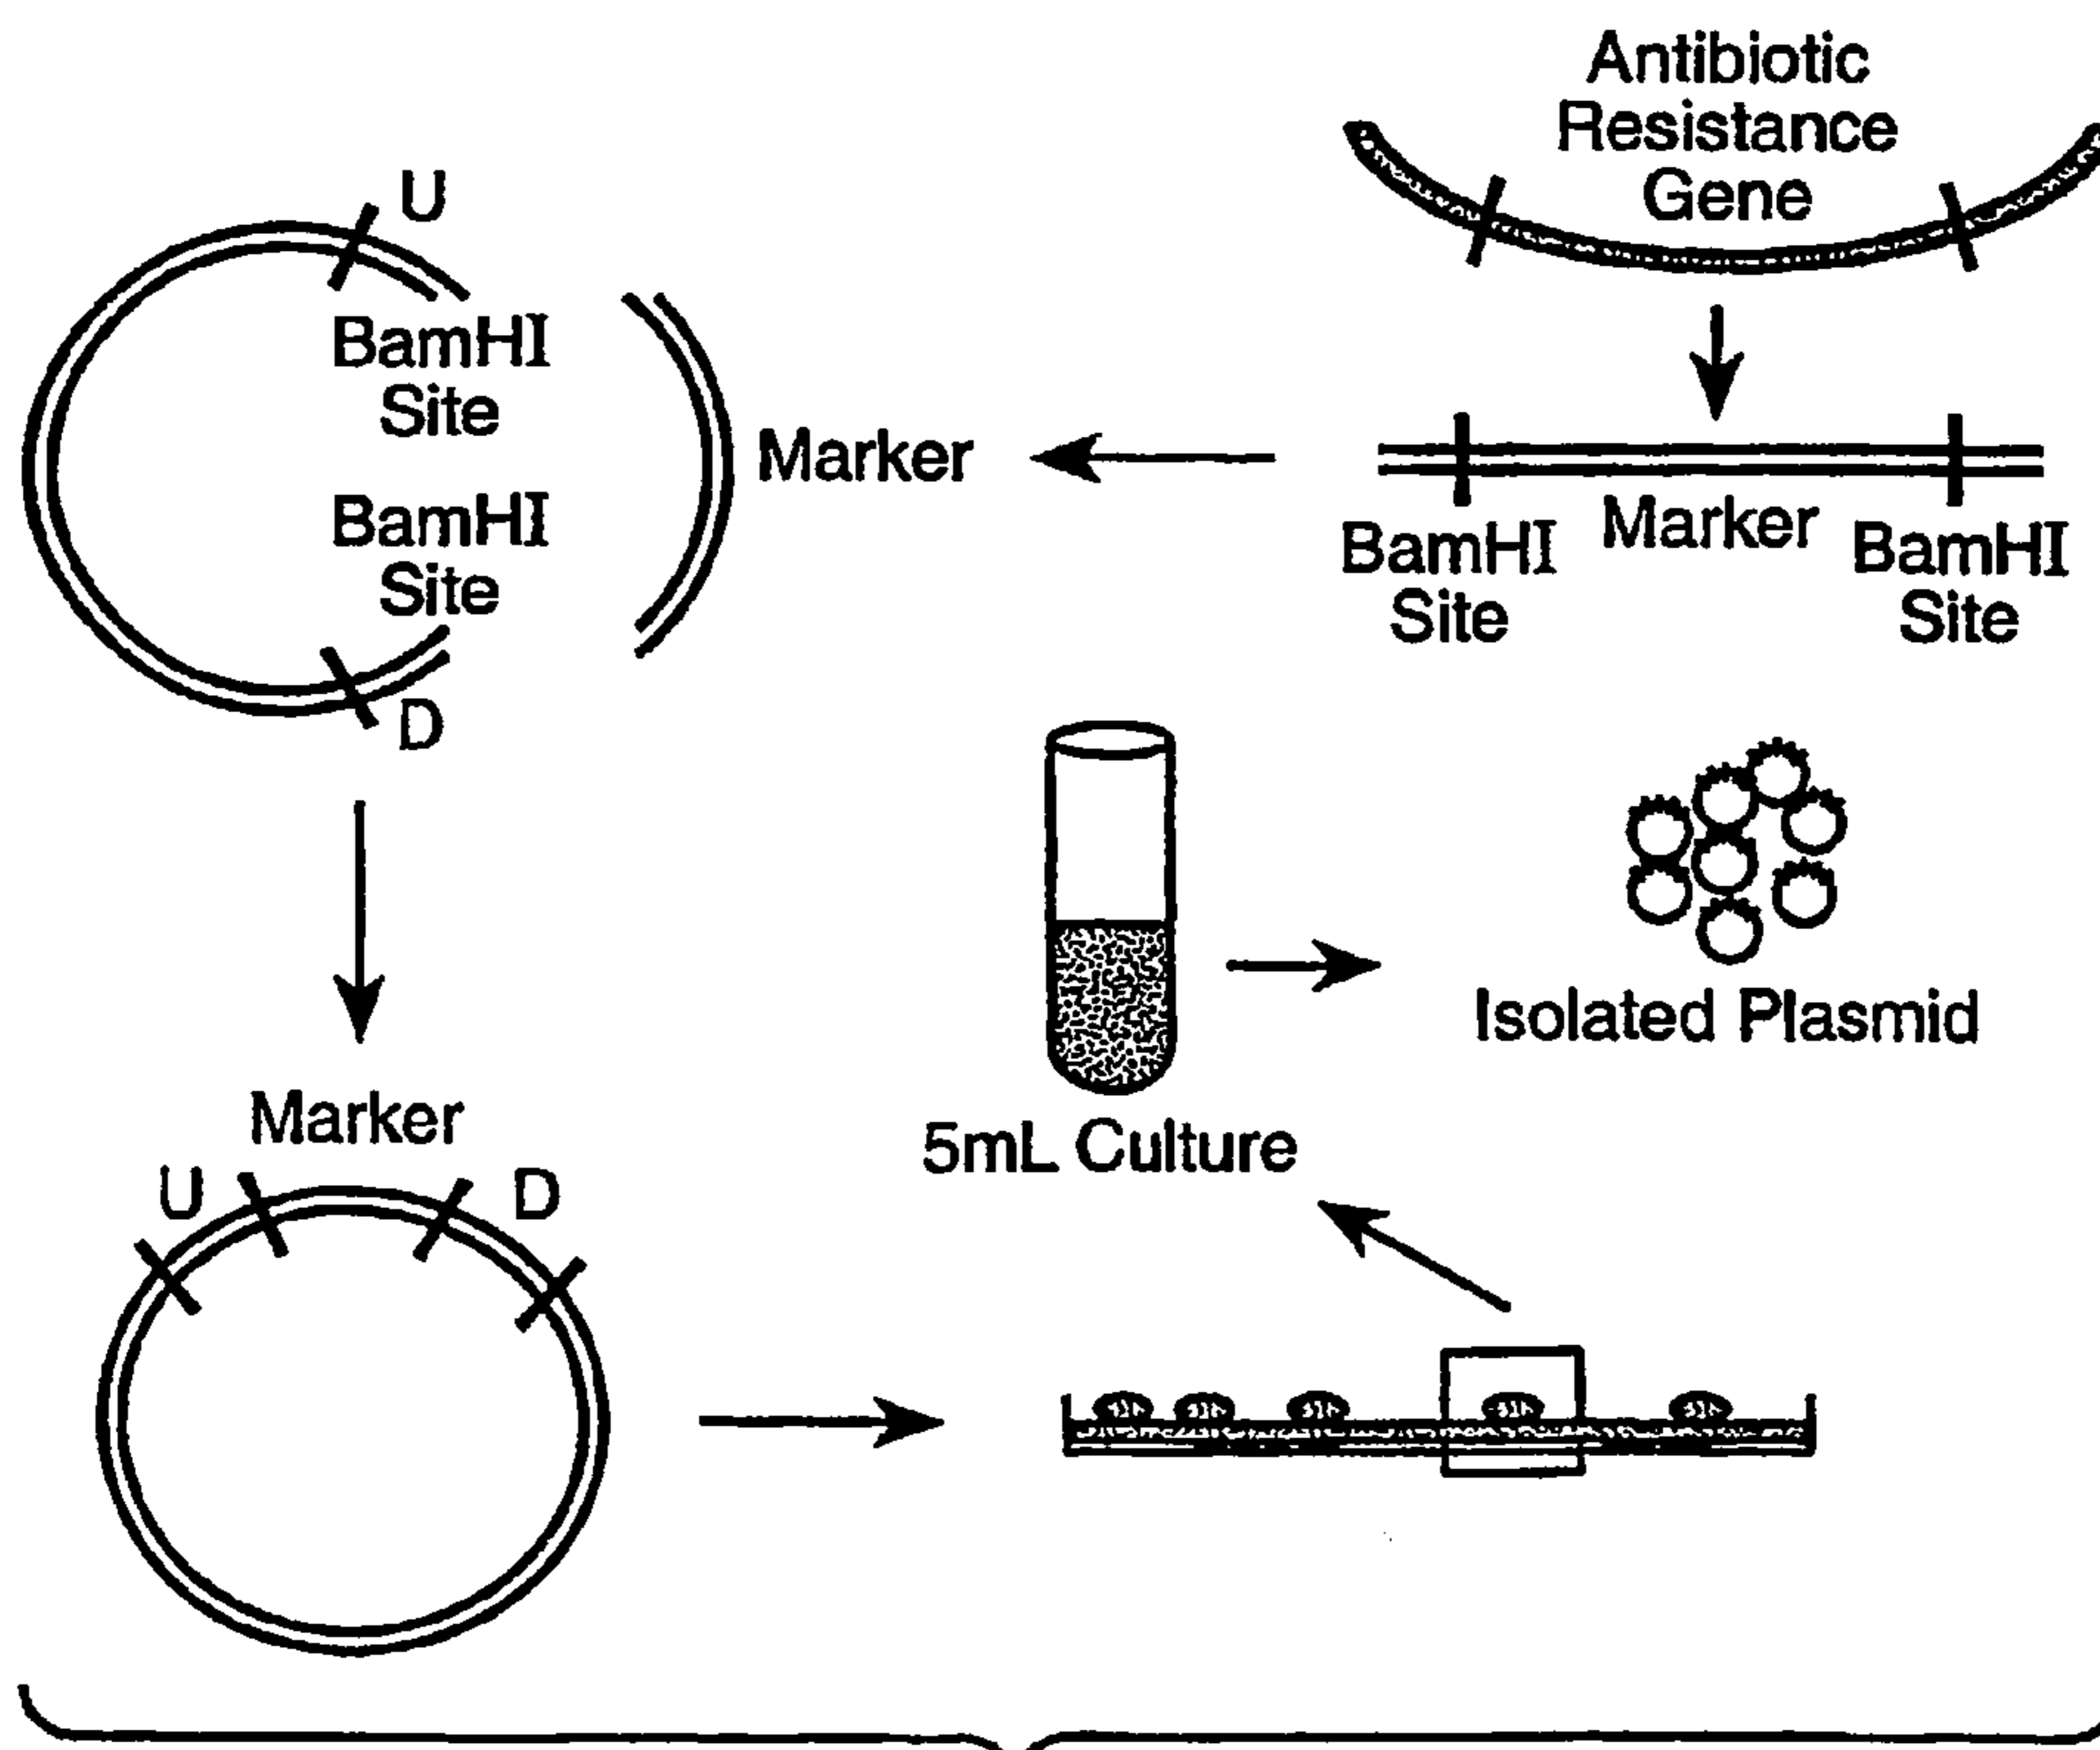 Antibiotic
Resistance
Gene
U
BamHI
Site
BamHI
Site
D
Marker
BamHI
Site
Marker
BamHI
Site
5mL Culture
Isolated Plasmid
Marker
U
D